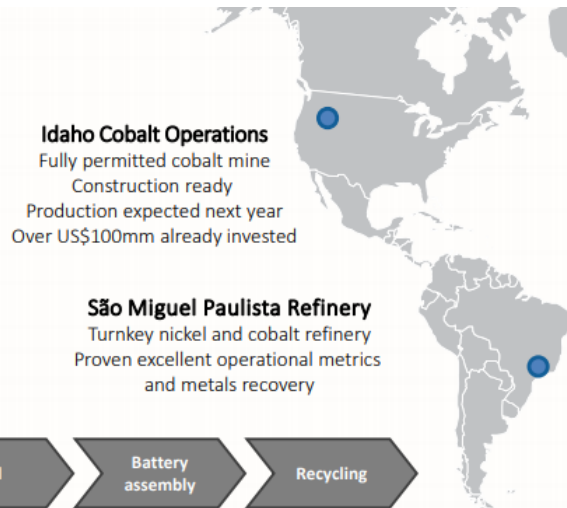 Idaho Cobalt Operations
Fully permitted cobalt mine
Construction ready
Production expected next year
Over US$100mm already invested
São Miguel Paulista Refinery
Turnkey nickel and cobalt refinery
Proven excellent operational metrics
and metals recovery
Battery
assembly
Recycling